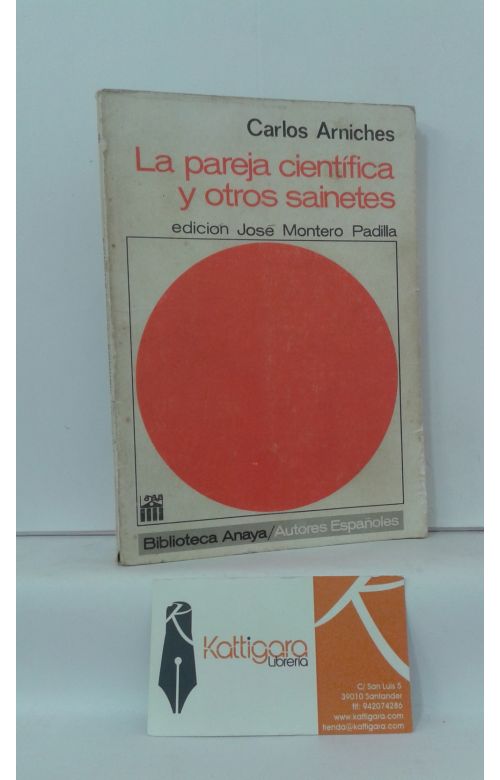 Carlos Arniches
La pareja científica
y otros sainetes
edicion José Montero Padilla
Biblioteca Anaya/Autores Españoles
Kattigara
Librería
C/ San Luis 5
39010 Santander
tlf: 942074286
www.kattigara.com
tienda@kattigara.com